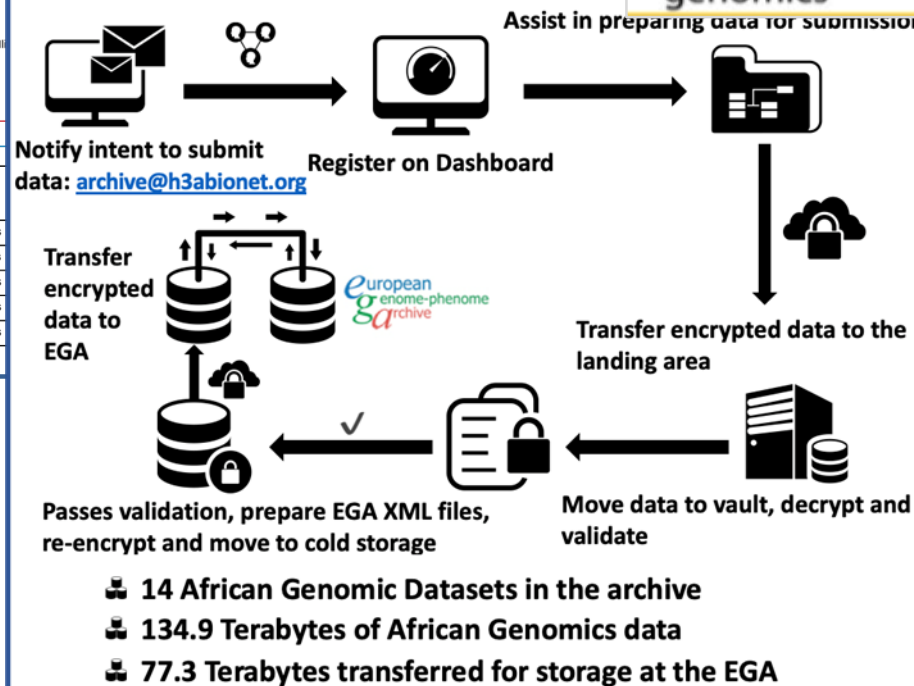 genomics
Assist in preparing data for submission
Notify intent to submit
data: archive@h3abionet.org
Register on Dashboard
Transfer
encrypted
data to
EGA
european
genome-phenome
archive
Transfer encrypted data to the
landing area
Move data to vault, decrypt and
validate
Passes validation, prepare EGA XML files,
re-encrypt and move to cold storage
14 African Genomic Datasets in the archive
134.9 Terabytes of African Genomics data
77.3 Terabytes transferred for storage at the EGA